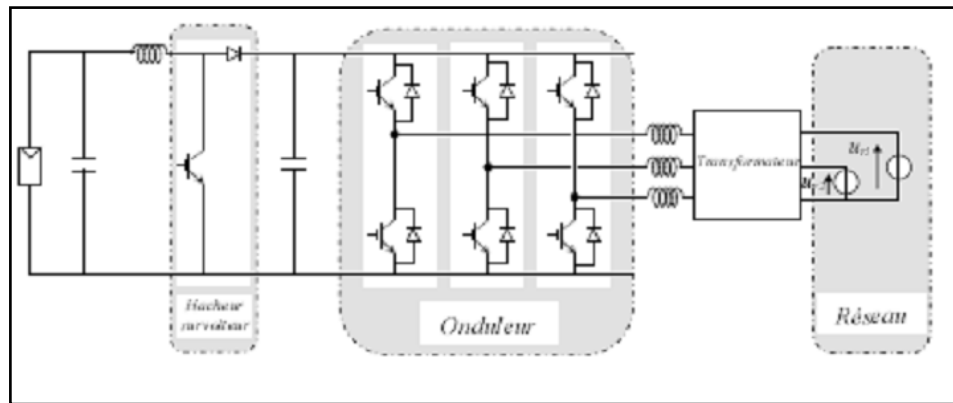 Hacheur
survolteur
Onduleur
Transformateur
u
u
Réseau